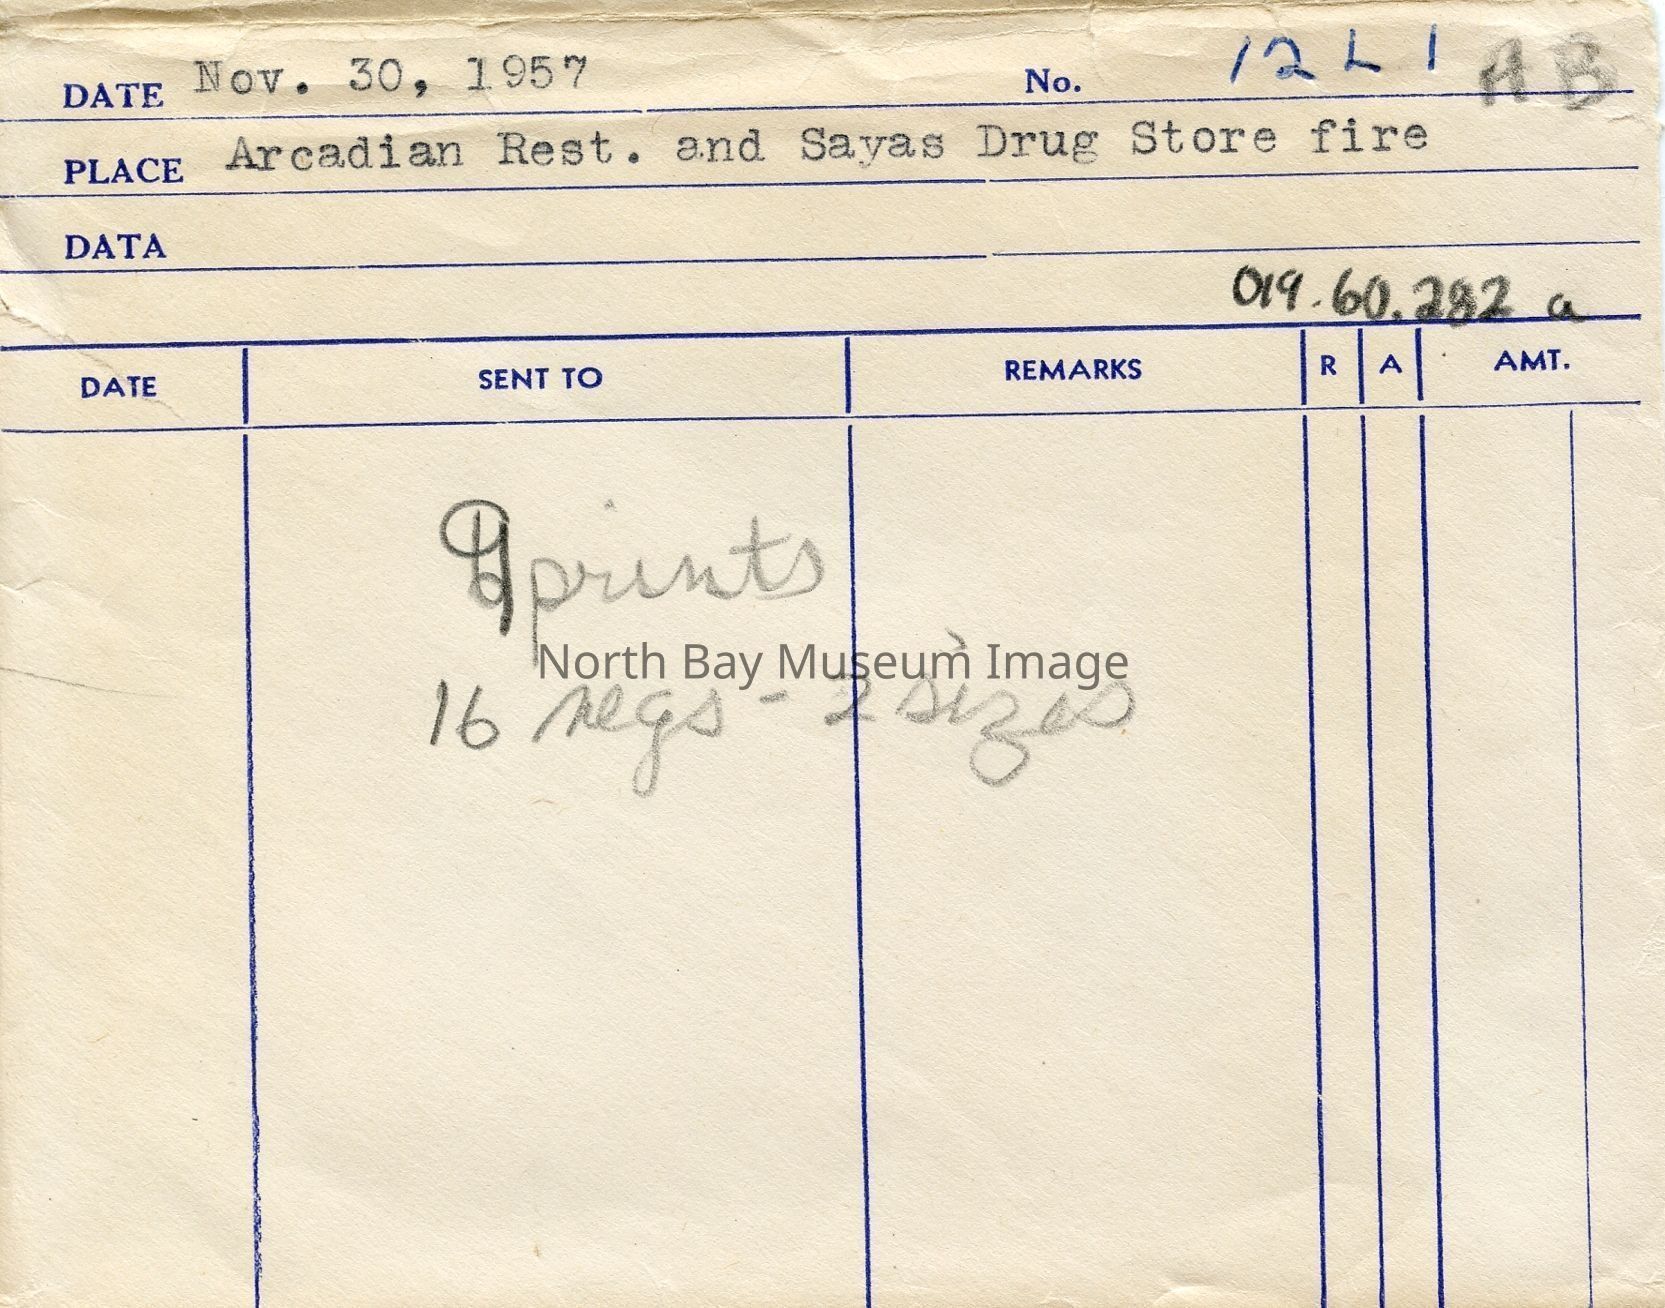 DATE Nov. 30, 1957 No. 12L1 AB
PLACE Arcadian Rest. and Sayas Drug Store fire
DATA
019.60.282 a
DATE SENT TO REMARKS R A AMT.
prints
North Bay Museum Image
16 negs - 2 sizes